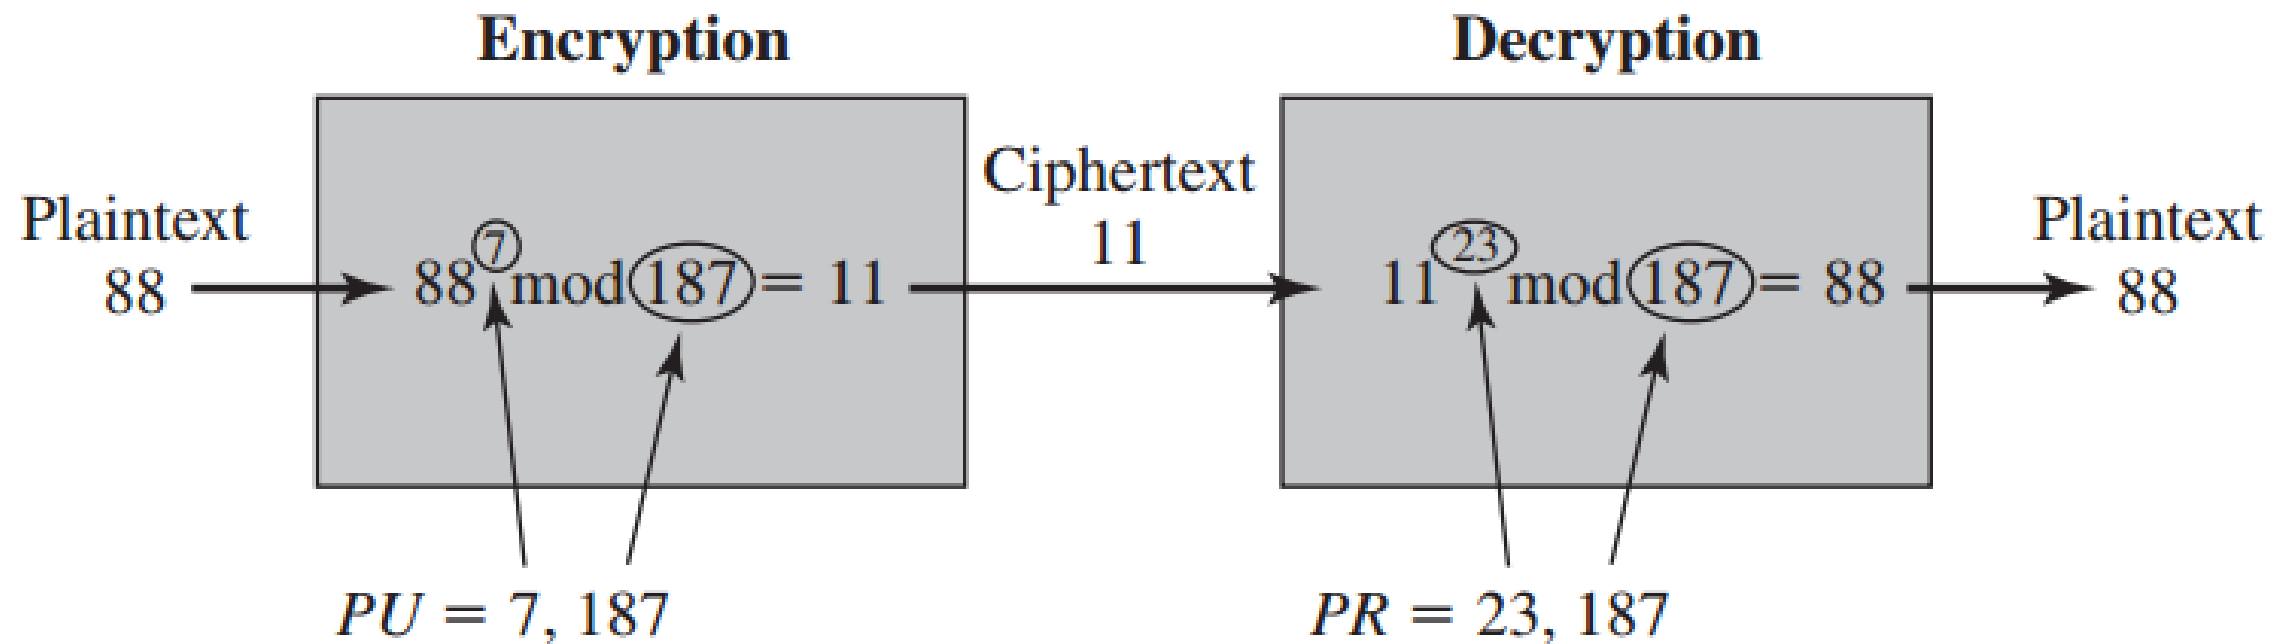 Encryption
Decryption
Plaintext
88
88^7 mod 187 = 11
Ciphertext
11
11^23 mod 187 = 88
Plaintext
88
PU = 7, 187
PR = 23, 187